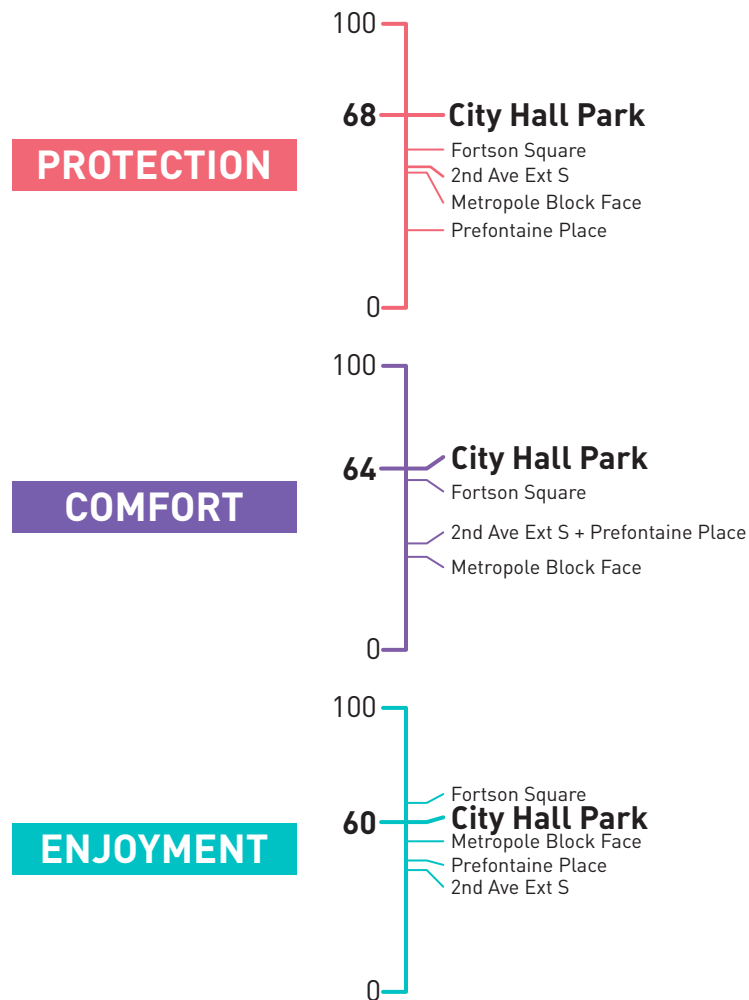 100
68 City Hall Park
PROTECTION
Fortson Square
2nd Ave Ext S
Metropole Block Face
Prefontaine Place
0
100
64 City Hall Park
COMFORT
Fortson Square
2nd Ave Ext S + Prefontaine Place
Metropole Block Face
0
100
Fortson Square
60 City Hall Park
ENJOYMENT
Metropole Block Face
Prefontaine Place
2nd Ave Ext S
0